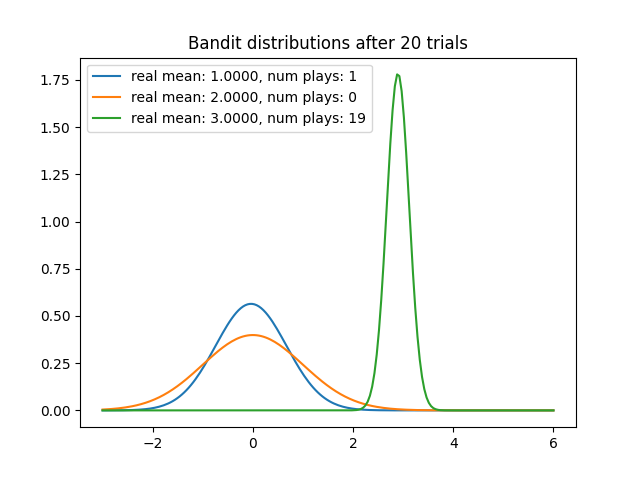 Bandit distributions after 20 trials
real mean: 1.0000, num plays: 1
real mean: 2.0000, num plays: 0
real mean: 3.0000, num plays: 19
1.75
1.50
1.25
1.00
0.75
0.50
0.25
0.00
−2 0 2 4 6